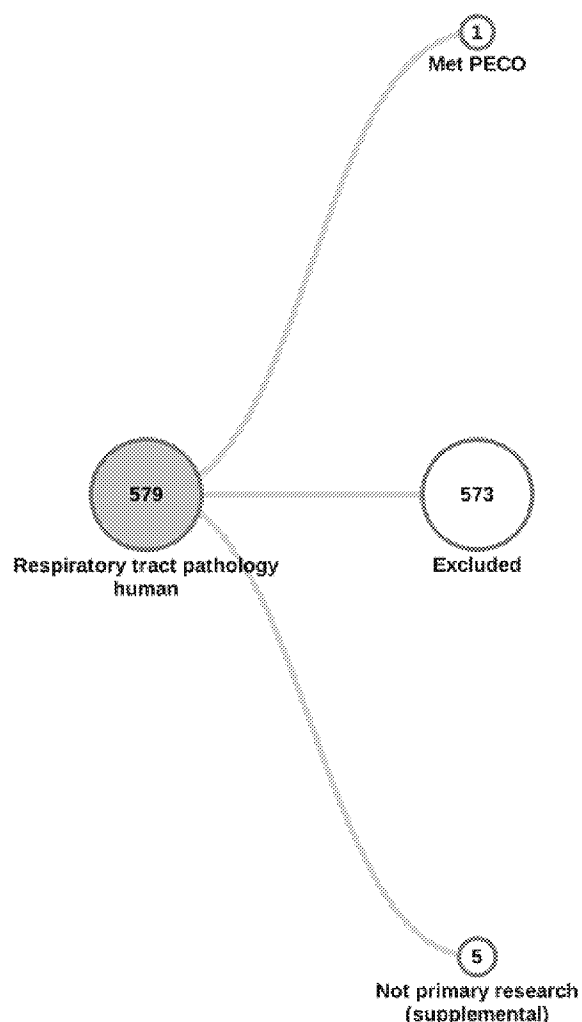 1
Met PECO
579
Respiratory tract pathology
human
573
Excluded
5
Not primary research
(supplemental)